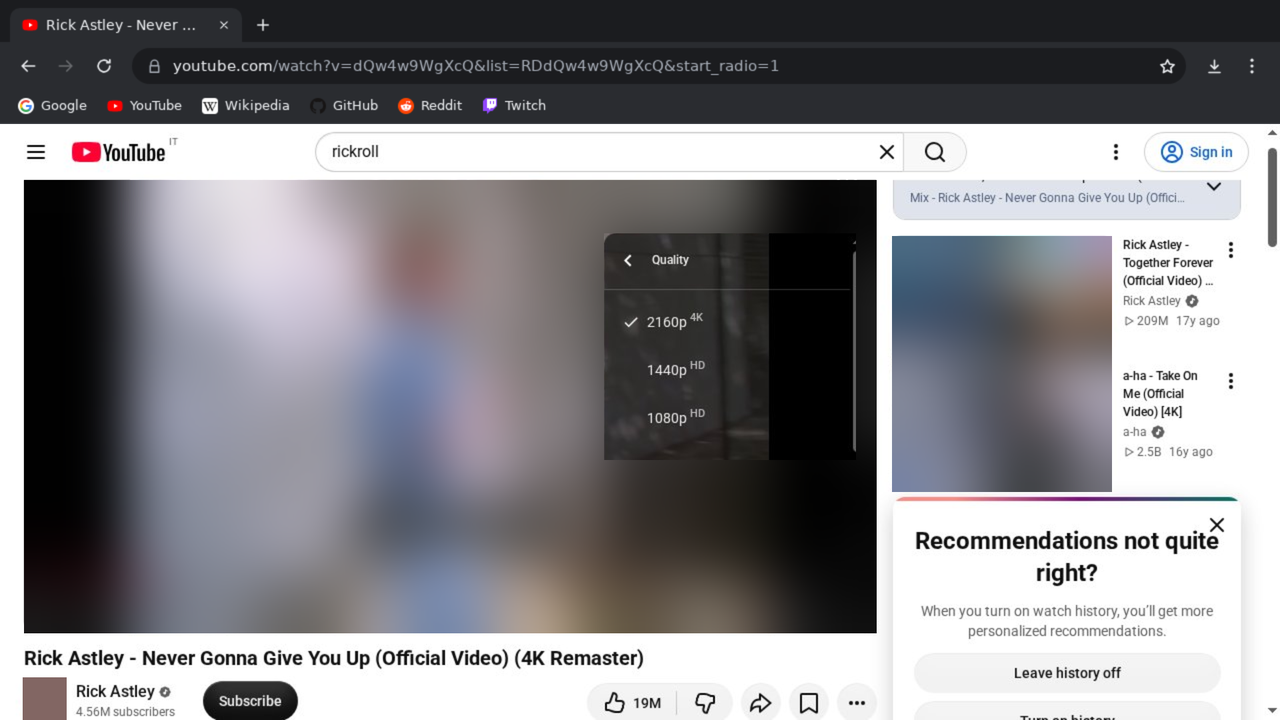 Rick Astley - Never ...
youtube.com/watch?v=dQw4w9WgXcQ&list=RDdQw4w9WgXcQ&start_radio=1
Google YouTube Wikipedia GitHub Reddit Twitch
YouTube IT
rickroll
Sign in
Quality
2160p 4K
1440p HD
1080p HD
Rick Astley - Never Gonna Give You Up (Official Video) (4K Remaster)
Rick Astley
4.56M subscribers
Subscribe
19M
Mix - Rick Astley - Never Gonna Give You Up (Offici...
Rick Astley -
Together Forever
(Official Video) ...
Rick Astley
209M 17y ago
a-ha - Take On
Me (Official
Video) [4K]
a-ha
2.5B 16y ago
Recommendations not quite
right?
When you turn on watch history, you’ll get more
personalized recommendations.
Leave history off
Turn on history